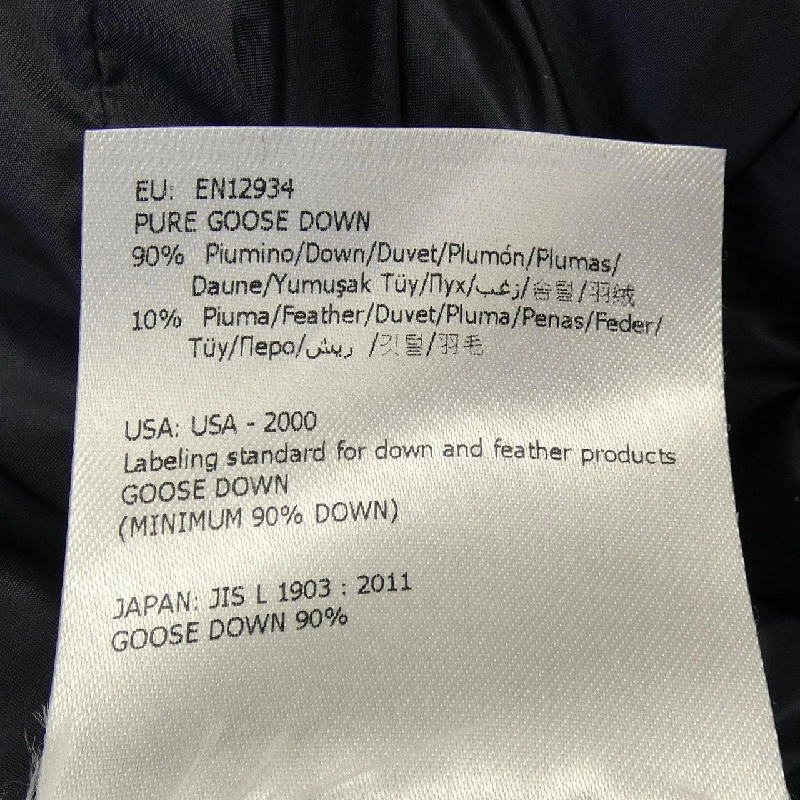 EU: EN12934
PURE GOOSE DOWN
90% Piumino/Down/Duvet/Plumón/Plumas/
Daune/Yumuşak Tüy/Пух/زغب/솜털/羽绒
10% Piuma/Feather/Duvet/Pluma/Penas/Feder/
Tüy/Перо/ريش /깃털/羽毛
USA: USA - 2000
Labeling standard for down and feather products
GOOSE DOWN
(MINIMUM 90% DOWN)
JAPAN: JIS L 1903 : 2011
GOOSE DOWN 90%